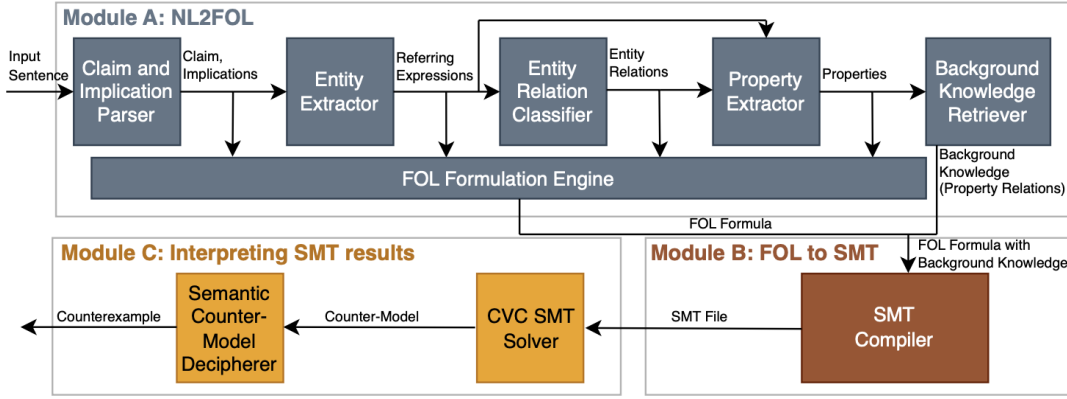 Module A: NL2FOL
Input
Sentence
Claim and
Implication
Parser
Claim,
Implications
Entity
Extractor
Referring
Expressions
Entity
Relation
Classifier
Entity
Relations
Property
Extractor
Properties
Background
Knowledge
Retriever
FOL Formulation Engine
Background
Knowledge
(Property Relations)
FOL Formula
Module C: Interpreting SMT results
Module B: FOL to SMT
FOL Formula with
Background Knowledge
Counterexample
Semantic
Counter-
Model
Decipherer
Counter-Model
CVC SMT
Solver
SMT File
SMT
Compiler